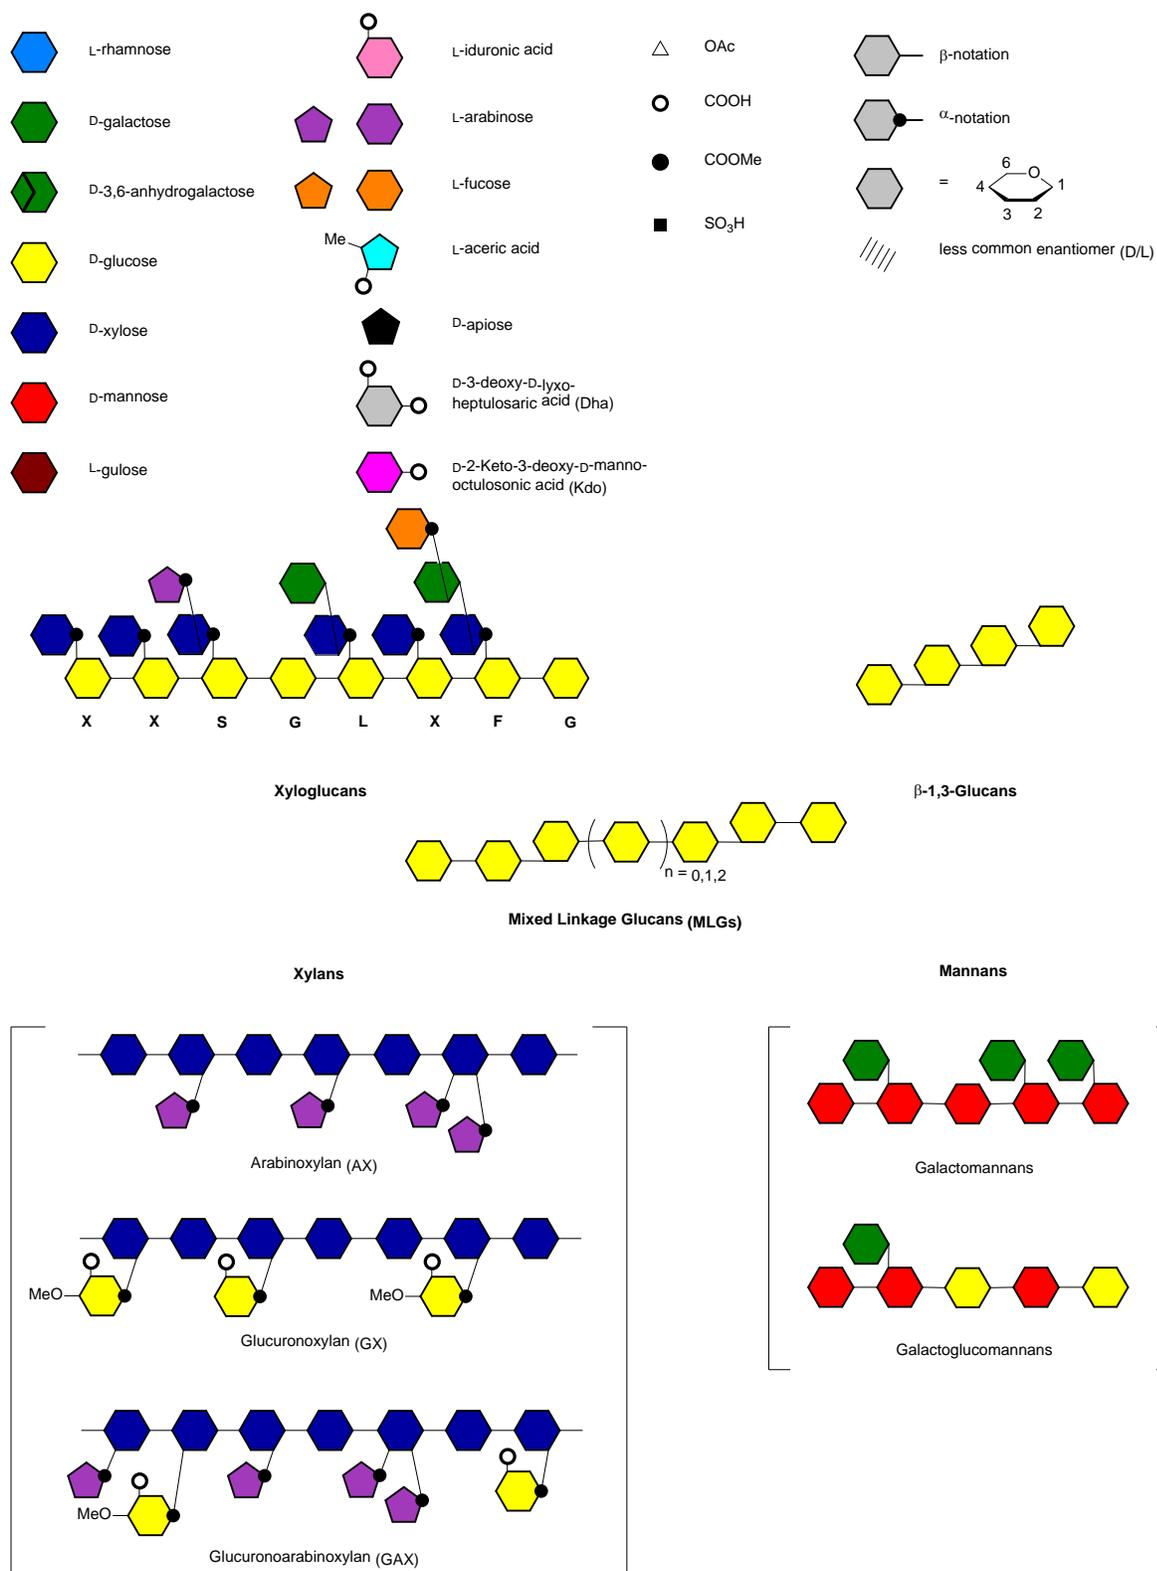 L-rhamnose
D-galactose
D-3,6-anhydrogalactose
D-glucose
D-xylose
D-mannose
L-gulose
L-iduronic acid
L-arabinose
L-fucose
Me
L-aceric acid
D-apiose
D-3-deoxy-D-lyxo-
heptulosaric acid (Dha)
D-2-Keto-3-deoxy-D-manno-
octulosonic acid (Kdo)
OAc
COOH
COOMe
SO3H
β-notation
α-notation
=
6
O
4
1
3
2
less common enantiomer (D/L)
X X S G L X F G
Xyloglucans
β-1,3-Glucans
( ) n = 0,1,2
Mixed Linkage Glucans (MLGs)
Xylans
Arabinoxylan (AX)
MeO
MeO
Glucuronoxylan (GX)
MeO
Glucuronoarabinoxylan (GAX)
Mannans
Galactomannans
Galactoglucomannans